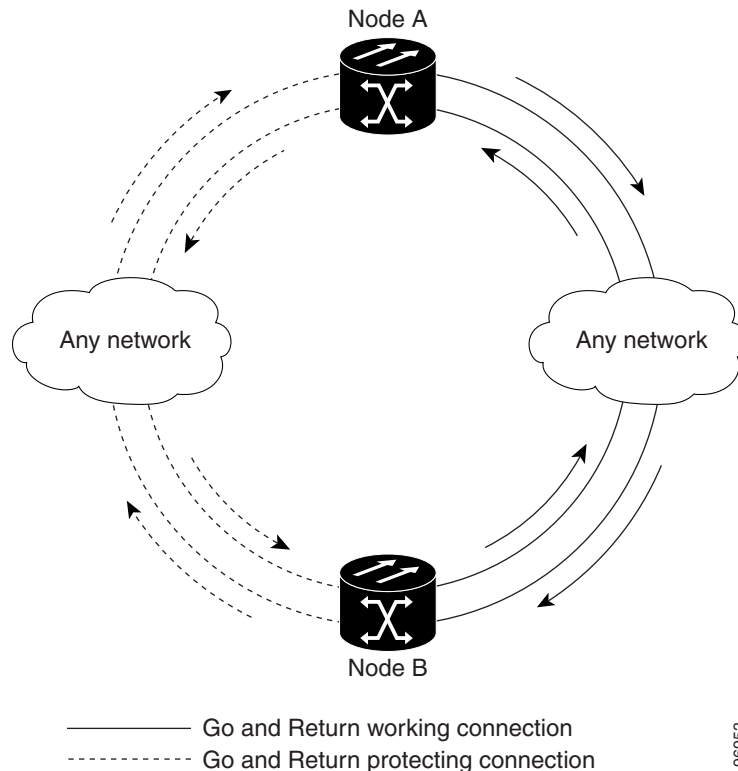 Node A
Any network
Any network
Node B
Go and Return working connection
Go and Return protecting connection